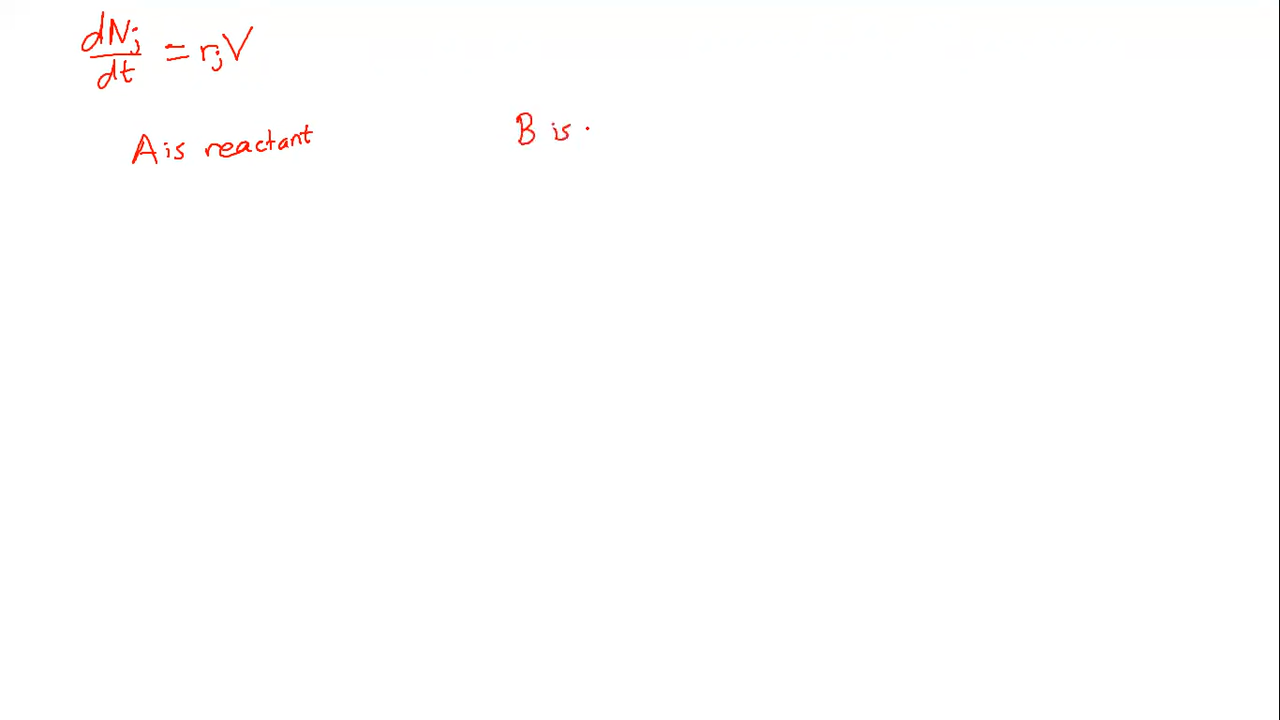 dNj/dt = rjV
A is reactant
B is